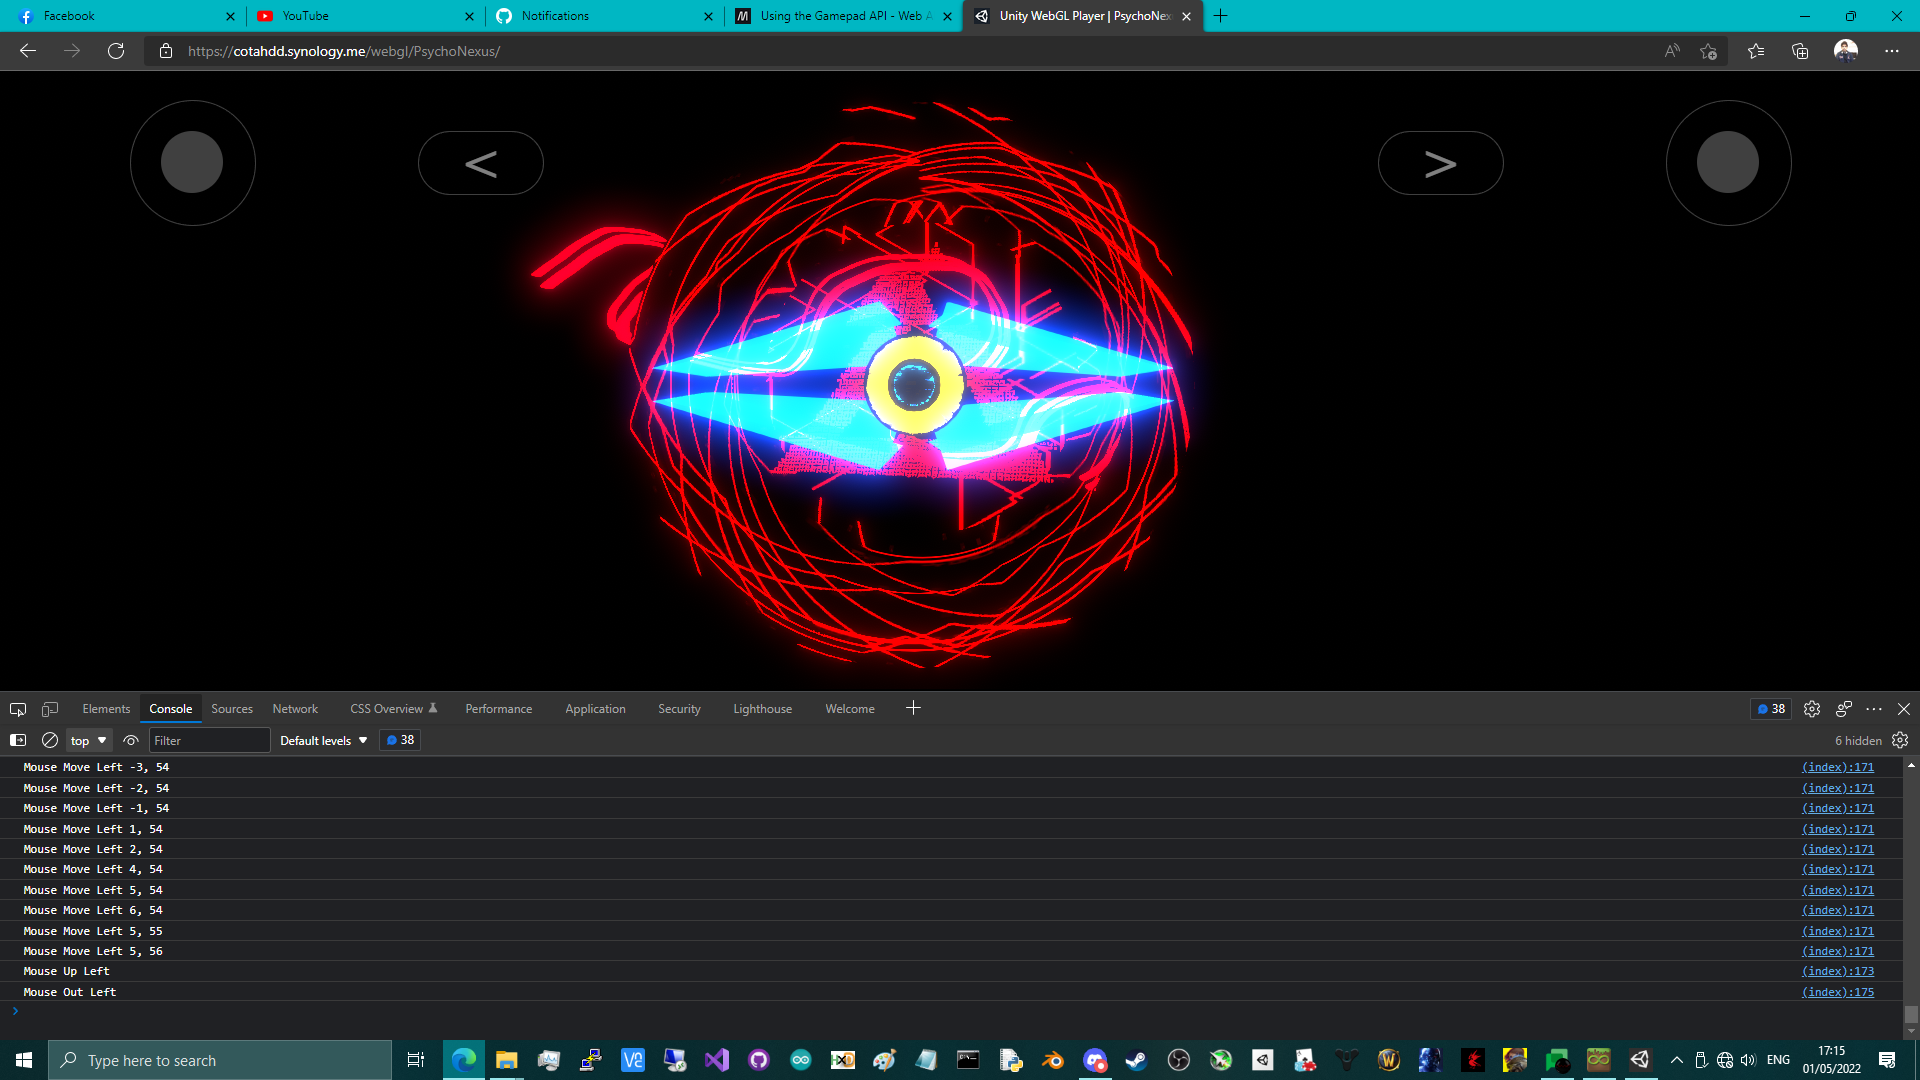 Facebook
YouTube
Notifications
Using the Gamepad API - Web A
Unity WebGL Player | PsychoNex
https://cotahdd.synology.me/webgl/PsychoNexus/
< >
Elements Console Sources Network CSS Overview Performance Application Security Lighthouse Welcome 38
top Filter Default levels 38 6 hidden
Mouse Move Left -3, 54 (index):171
Mouse Move Left -2, 54 (index):171
Mouse Move Left -1, 54 (index):171
Mouse Move Left 1, 54 (index):171
Mouse Move Left 2, 54 (index):171
Mouse Move Left 4, 54 (index):171
Mouse Move Left 5, 54 (index):171
Mouse Move Left 6, 54 (index):171
Mouse Move Left 5, 55 (index):171
Mouse Move Left 5, 56 (index):171
Mouse Up Left (index):173
Mouse Out Left (index):175
Type here to search
ENG
17:15
01/05/2022